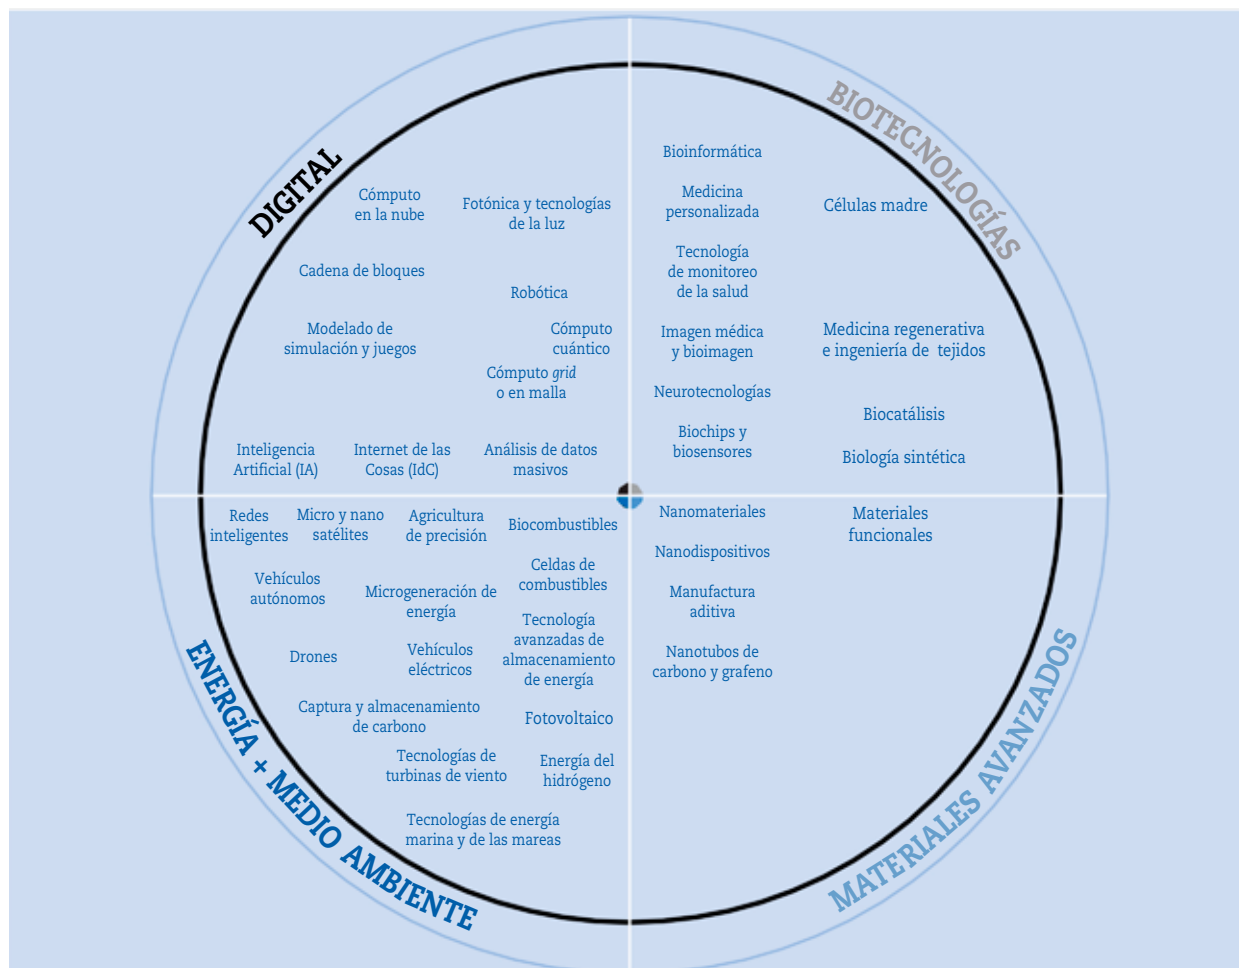 DIGITAL
Cómputo
en la nube
Fotónica y tecnologías
de la luz
Cadena de bloques
Robótica
Modelado de
simulación y juegos
Cómputo
cuántico
Cómputo grid
o en malla
Inteligencia
Artificial (IA)
Internet de las
Cosas (IdC)
Análisis de datos
masivos
BIOTECNOLOGÍAS
Bioinformática
Medicina
personalizada
Células madre
Tecnología
de monitoreo
de la salud
Imagen médica
y bioimagen
Medicina regenerativa
e ingeniería de tejidos
Neurotecnologías
Biocatálisis
Biochips y
biosensores
Biología sintética
ENERGÍA + MEDIO AMBIENTE
Redes
inteligentes
Micro y nano
satélites
Agricultura
de precisión
Biocombustibles
Vehículos
autónomos
Microgeneración de
energía
Celdas de
combustibles
Drones
Vehículos
eléctricos
Tecnología
avanzadas de
almacenamiento
de energía
Captura y almacenamiento
de carbono
Fotovoltaico
Tecnologías de
turbinas de viento
Energía del
hidrógeno
Tecnologías de energía
marina y de las mareas
MATERIALES AVANZADOS
Nanomateriales
Materiales
funcionales
Nanodispositivos
Manufactura
aditiva
Nanotubos de
carbono y grafeno